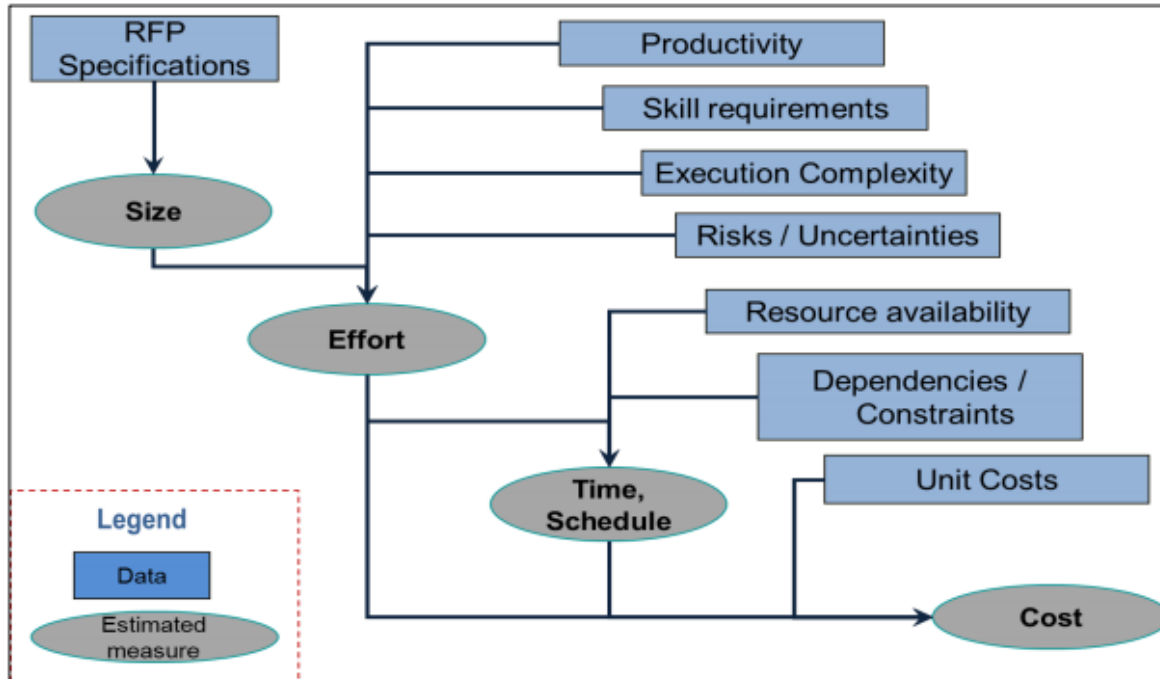 RFP
Specifications
Productivity
Skill requirements
Execution Complexity
Size
Risks / Uncertainties
Resource availability
Effort
Dependencies /
Constraints
Unit Costs
Time,
Schedule
Legend
Data
Estimated
measure
Cost